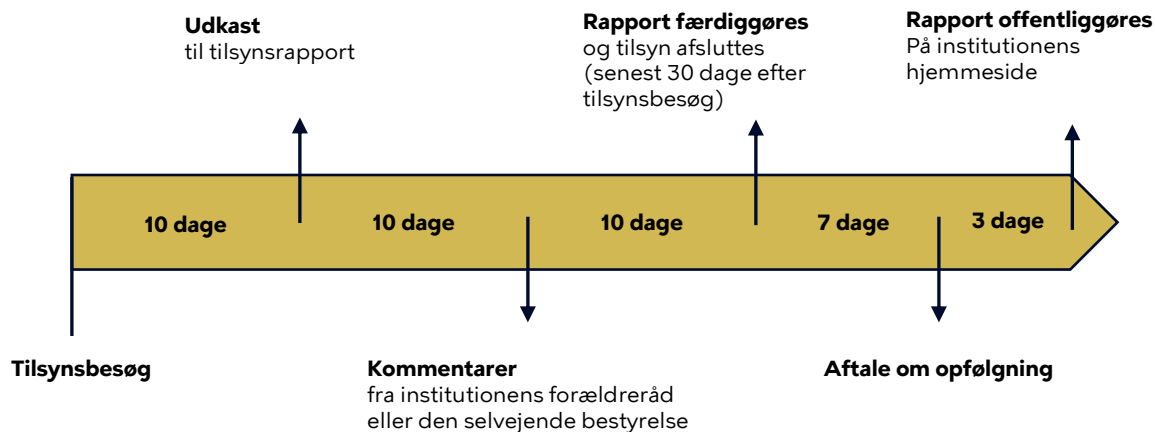 Udkast
til tilsynsrapport
Rapport færdiggøres
og tilsyn afsluttes
(senest 30 dage efter
tilsynsbesøg)
Rapport offentliggøres
På institutionens
hjemmeside
10 dage
10 dage
10 dage
7 dage
3 dage
Tilsynsbesøg
Kommentarer
fra institutionens forældreråd
eller den selvejende bestyrelse
Aftale om opfølgning